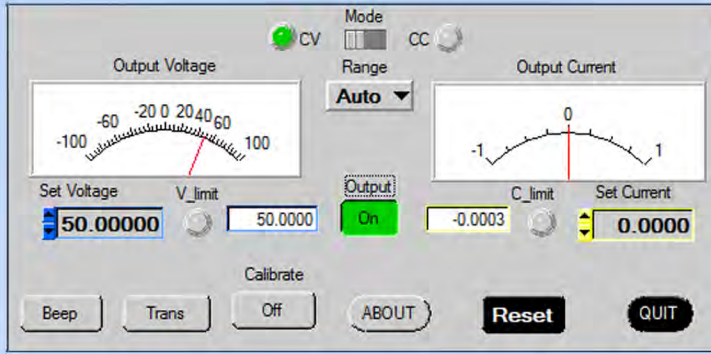 Mode
CV
CC
Output Voltage
Range
Output Current
Auto
-100 -60 -20 0 20 40 60 100
-1 0 1
Set Voltage
V_limit
Output
C_limit
Set Current
50.00000
50.0000
On
-0.0003
0.0000
Calibrate
Beep
Trans
Off
ABOUT
Reset
QUIT